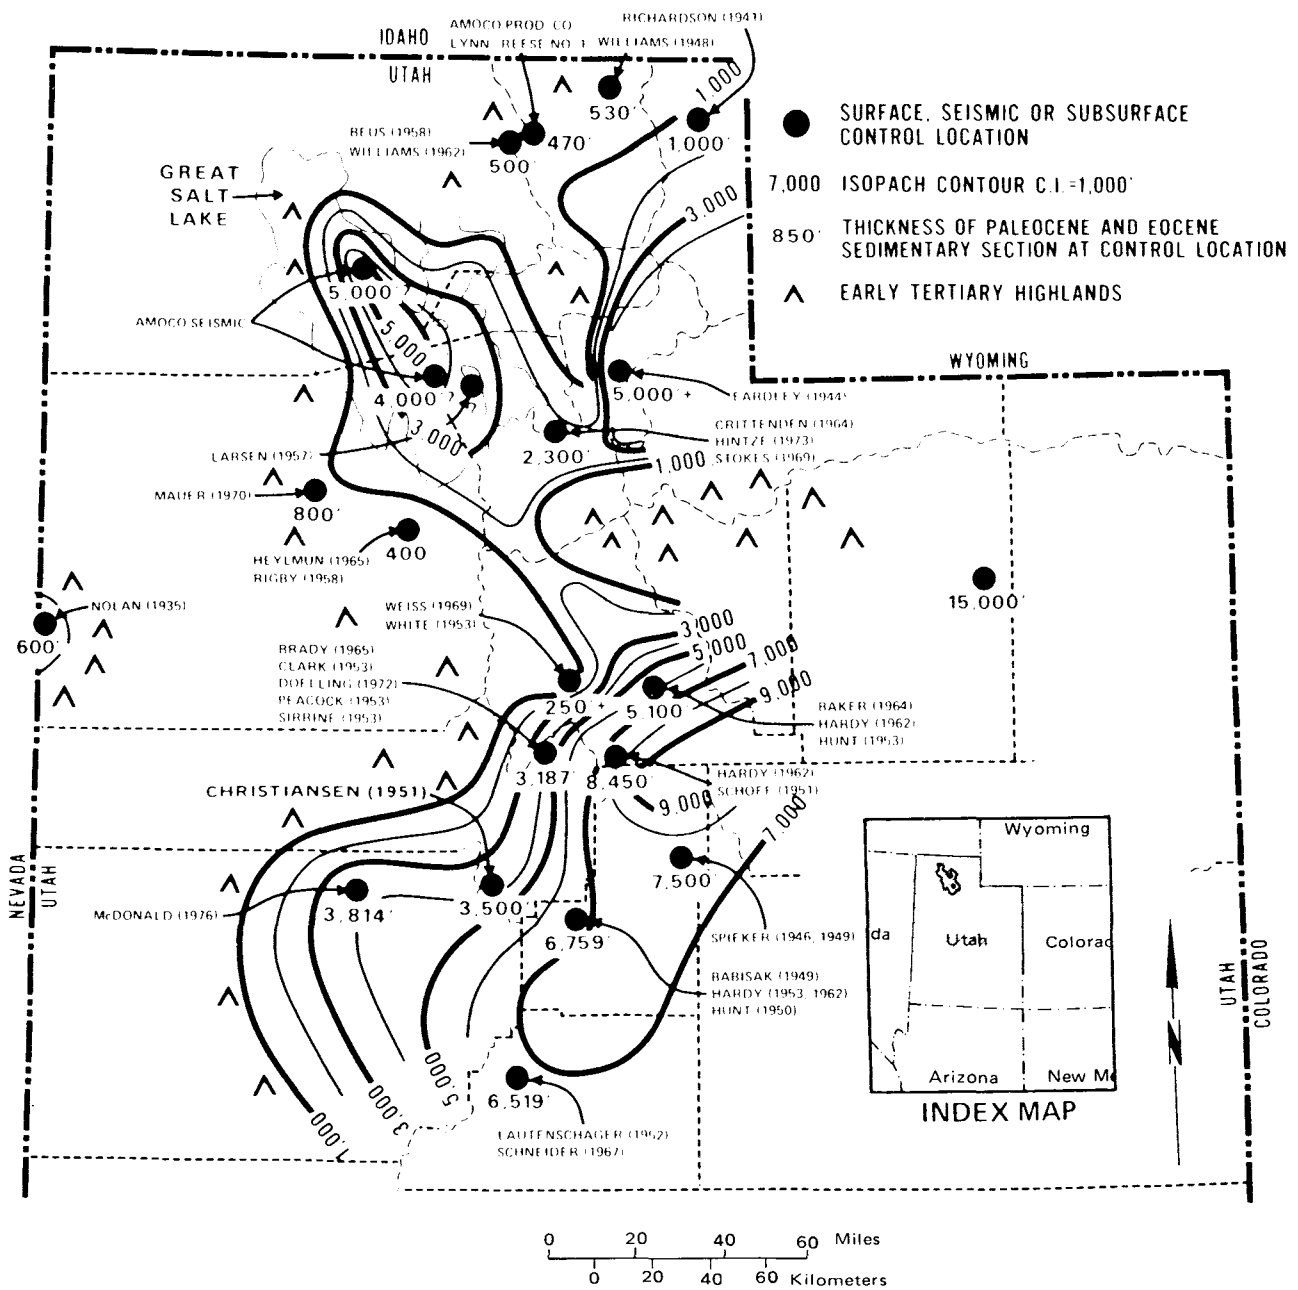 RICHARDSON (1941)
AMOCO PROD. CO.
LYNN REESE NO. 1
WILLIAMS (1948)
IDAHO
UTAH
1,000
530'
470'
1,000'
BEUS (1958)
WILLIAMS (1962)
500'
SURFACE, SEISMIC OR SUBSURFACE
CONTROL LOCATION
7,000 ISOPACH CONTOUR C.I.=1,000'
850' THICKNESS OF PALEOCENE AND EOCENE
SEDIMENTARY SECTION AT CONTROL LOCATION
EARLY TERTIARY HIGHLANDS
GREAT
SALT
LAKE
3,000
5,000'
AMOCO SEISMIC
5,000
WYOMING
4,000'?
5,000'+
EARDLEY (1944)
3,000
2,300'
CRITTENDEN (1964)
HINTZE (1973)
STOKES (1969)
1,000
LARSEN (1957)
MAUER (1970)
800'
400
HEYLMUN (1965)
RIGBY (1958)
15,000'
NOLAN (1935)
600'
WEISS (1969)
WHITE (1953)
BRADY (1965)
CLARK (1953)
DOELLING (1972)
PEACOCK (1953)
SIRRINE (1953)
3,000
5,000
7,000
9,000
250'+
5,100'
BAKER (1964)
HARDY (1962)
HUNT (1953)
3,187'
8,450'
HARDY (1962)
SCHOFF (1951)
CHRISTIANSEN (1951)
9,000
7,000
NEVADA
UTAH
McDONALD (1976)
3,814'
3,500'
7,500'
6,759'
SPIEKER (1946, 1949)
BABISAK (1949)
HARDY (1953, 1962)
HUNT (1950)
1,000
3,000
5,000
6,519'
LAUTENSCHAGER (1952)
SCHNEIDER (1967)
Wyoming
da
Utah
Colorad
Arizona
New Me
INDEX MAP
N
UTAH
COLORADO
0 20 40 60 Miles
0 20 40 60 Kilometers